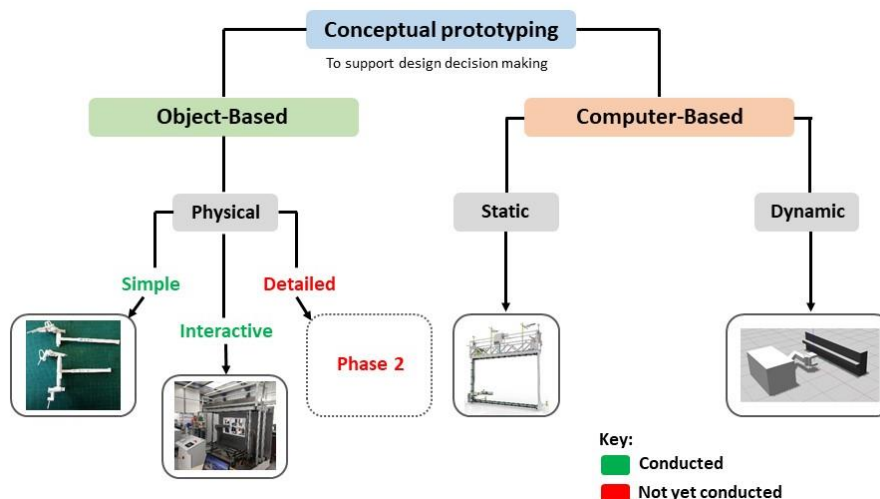 Conceptual prototyping
To support design decision making
Object-Based
Computer-Based
Physical
Static
Dynamic
Simple
Detailed
Interactive
Phase 2
Key:
Conducted
Not yet conducted